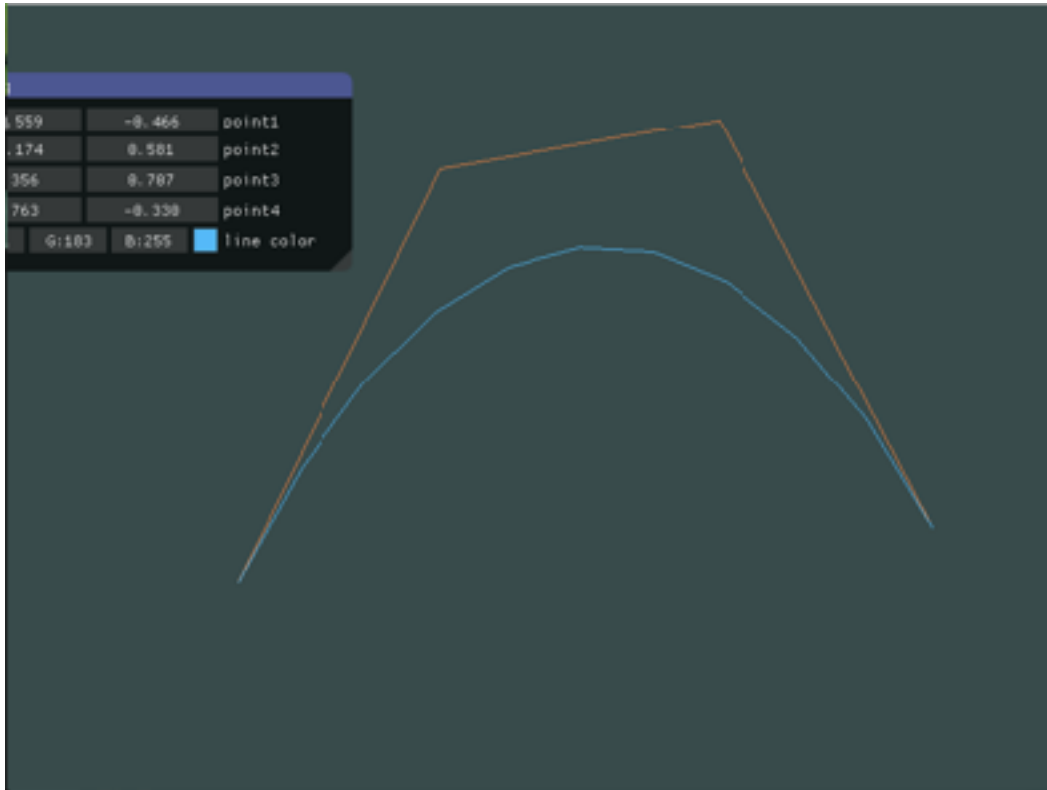 .559 -0.466 point1
.174 0.581 point2
356 0.707 point3
763 -0.330 point4
G:183 B:255 line color